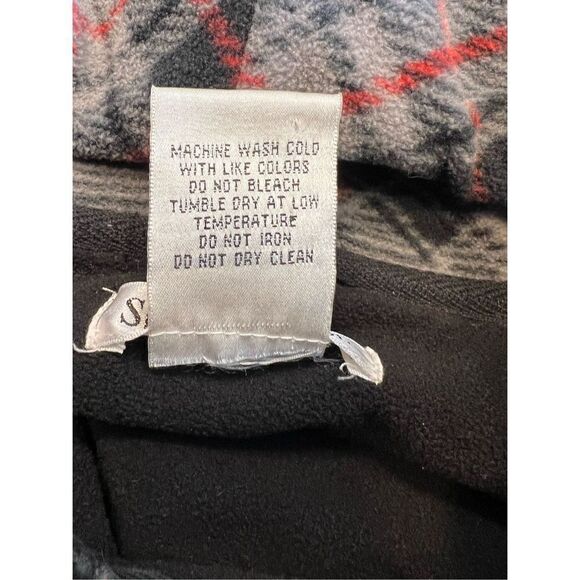 MACHINE WASH COLD
WITH LIKE COLORS
DO NOT BLEACH
TUMBLE DRY AT LOW
TEMPERATURE
DO NOT IRON
DO NOT DRY CLEAN